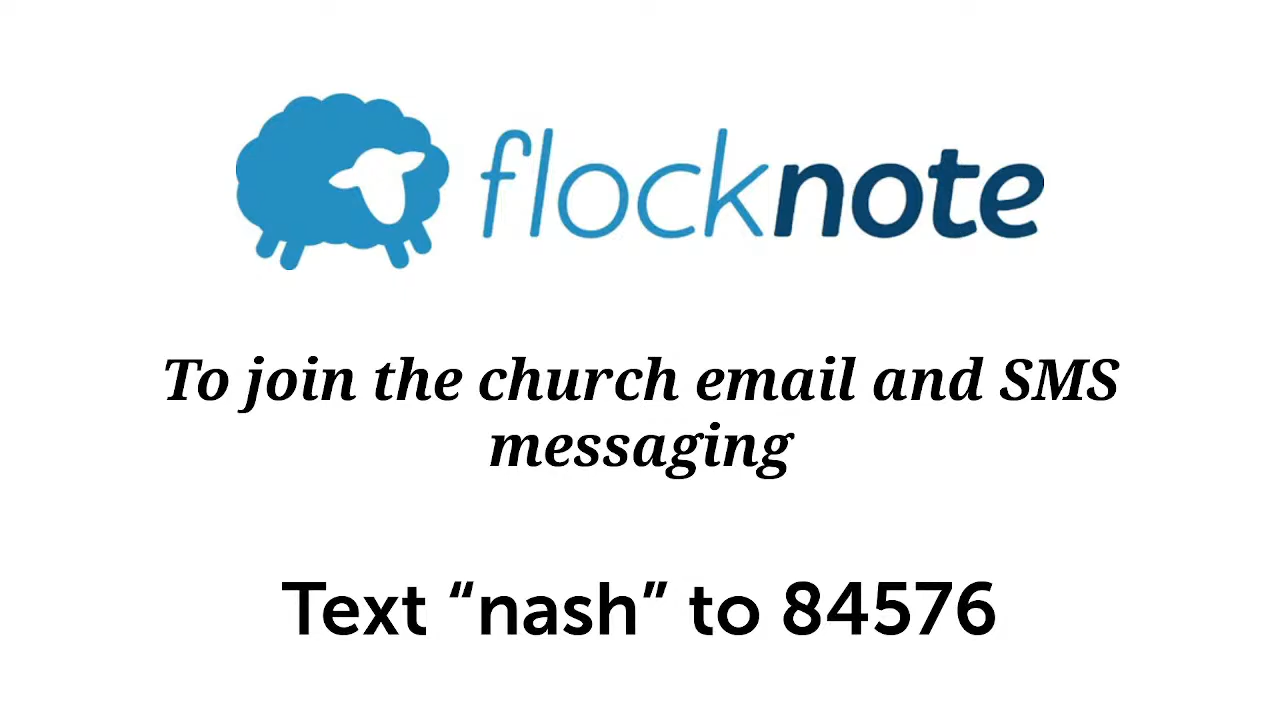 flocknote
To join the church email and SMS
messaging
Text “nash” to 84576